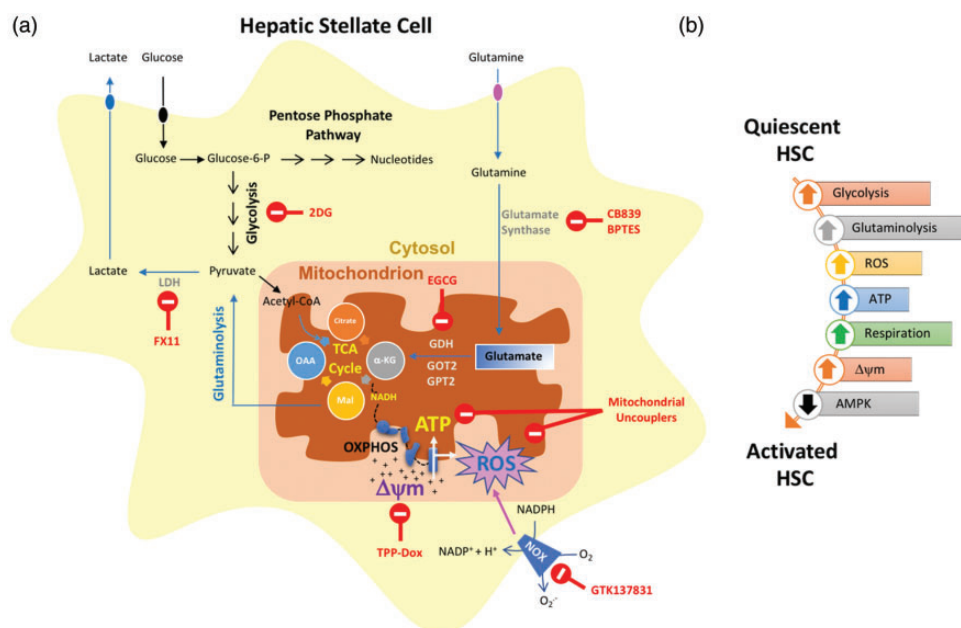 (a)
Hepatic Stellate Cell
Lactate
Glucose
Glutamine
Pentose Phosphate
Pathway
Glucose
Glucose-6-P
Nucleotides
Glutamine
Glycolysis
2DG
Glutamate
Synthase
CB839
BPTES
Cytosol
Mitochondrion
Lactate
LDH
Pyruvate
FX11
Acetyl-CoA
EGCG
Glutaminolysis
Citrate
TCA
Cycle
OAA
α-KG
Mal
NADH
GDH
GOT2
GPT2
Glutamate
OXPHOS
ATP
ROS
Mitochondrial
Uncouplers
Δψm
TPP-Dox
NADPH
NADP⁺ + H⁺
NOX
O₂
O₂.-
GTK137831
(b)
Quiescent
HSC
Glycolysis
Glutaminolysis
ROS
ATP
Respiration
Δψm
AMPK
Activated
HSC